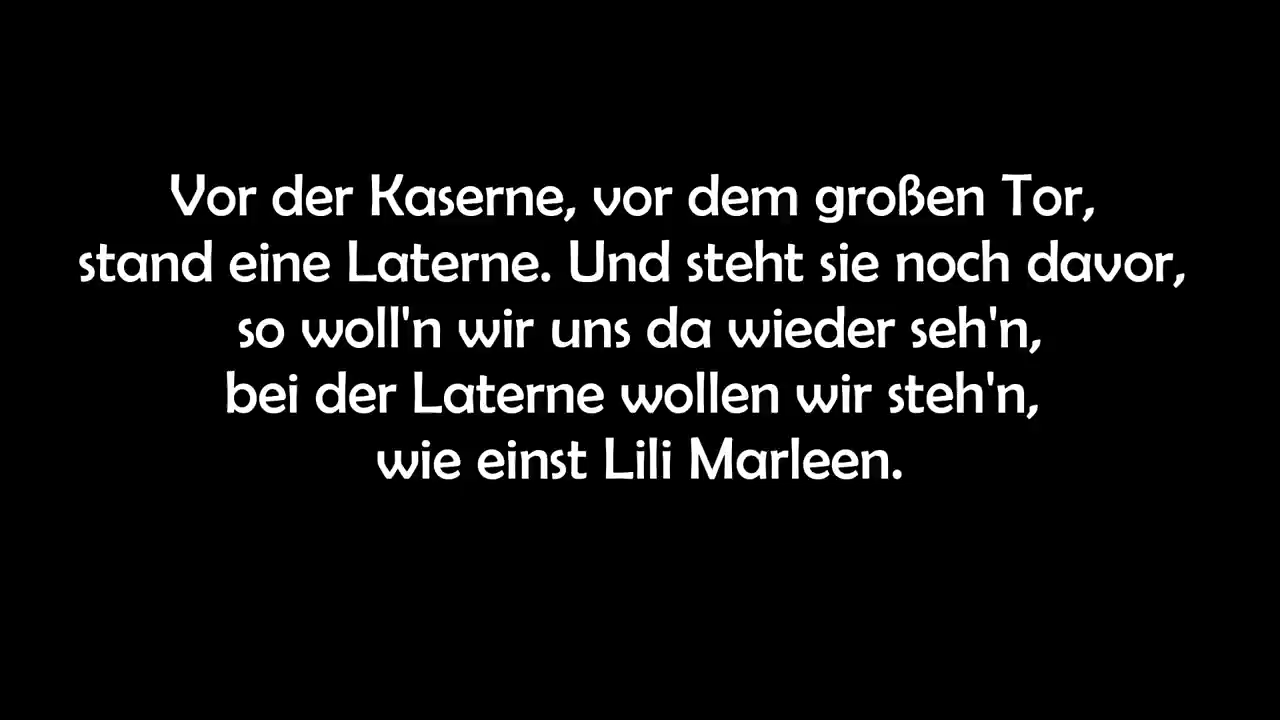 Vor der Kaserne, vor dem großen Tor,
stand eine Laterne. Und steht sie noch davor,
so woll'n wir uns da wieder seh'n,
bei der Laterne wollen wir steh'n,
wie einst Lili Marleen.